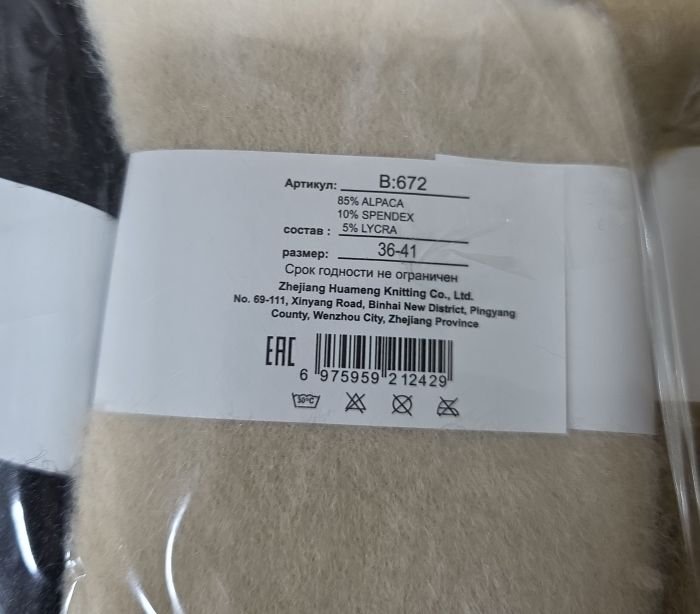 Артикул: B:672
85% ALPACA
10% SPENDEX
состав : 5% LYCRA
размер: 36-41
Срок годности не ограничен
Zhejiang Huameng Knitting Co., Ltd.
No. 69-111, Xinyang Road, Binhai New District, Pingyang
County, Wenzhou City, Zhejiang Province
EAC
6 975959 212429
30°C